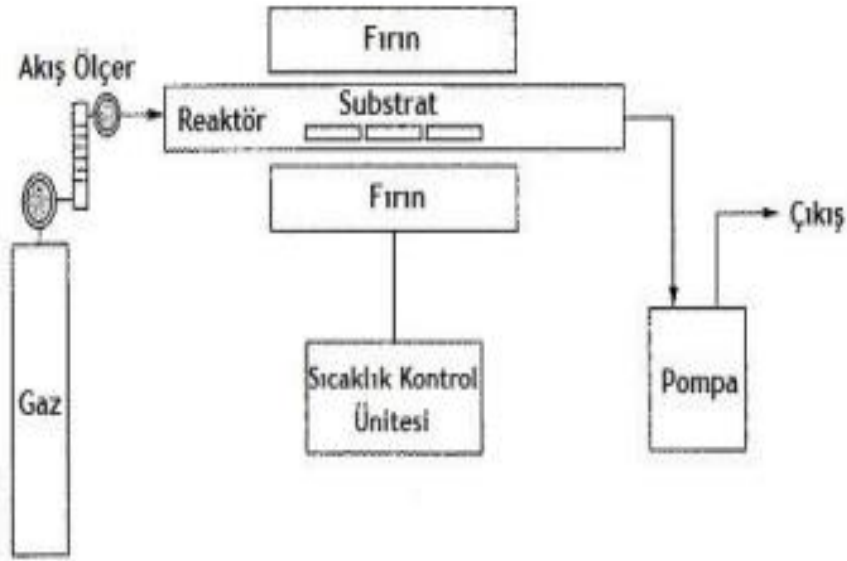 Fırın
Akış Ölçer
Substrat
Reaktör
Fırın
Çıkış
Sıcaklık Kontrol
Ünitesi
Pompa
Gaz